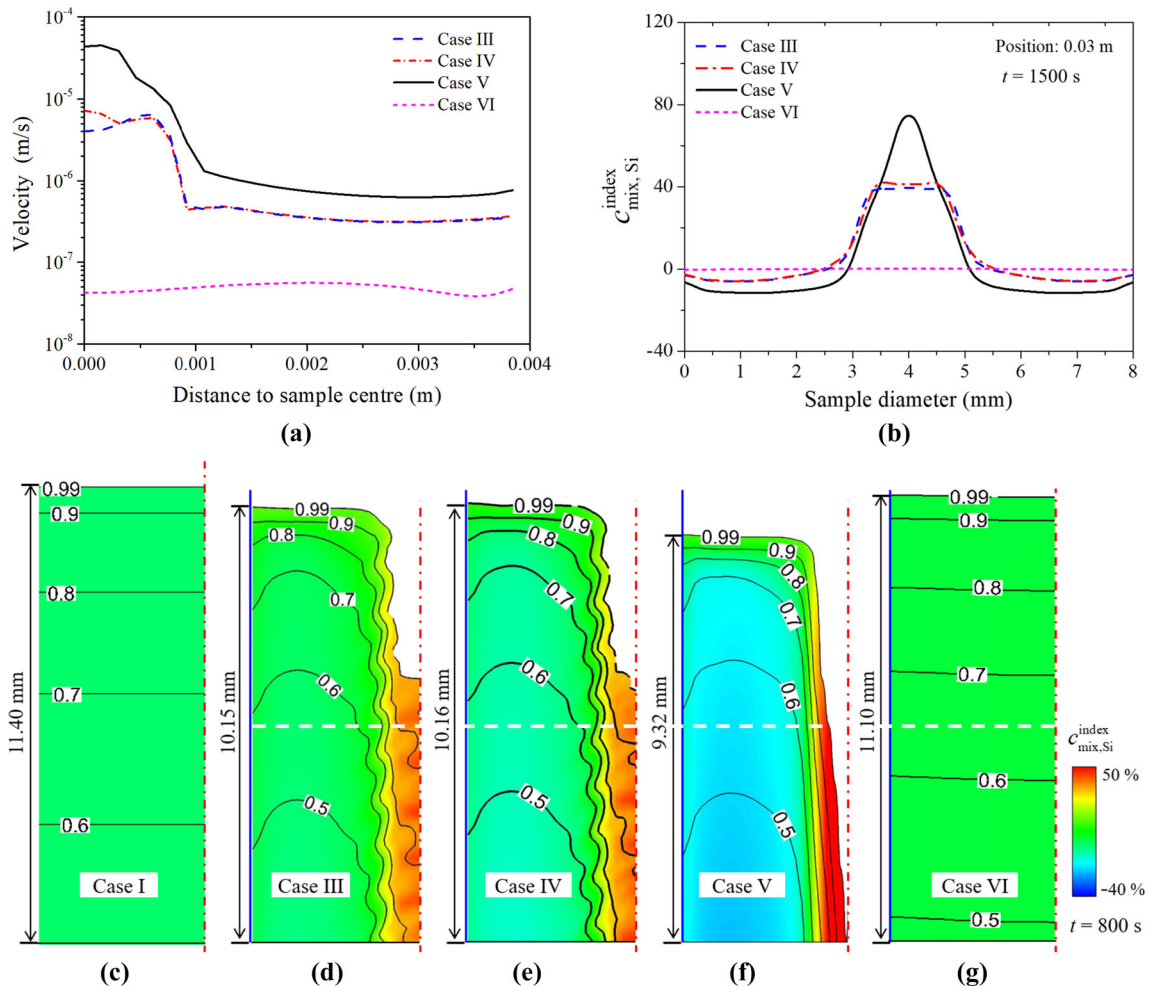 10⁻⁴
10⁻⁵
10⁻⁶
10⁻⁷
10⁻⁸
Velocity (m/s)
Case III
Case IV
Case V
Case VI
0.000 0.001 0.002 0.003 0.004
Distance to sample centre (m)
(a)
120
80
40
0
-40
c^index_mix, Si
Case III
Case IV
Case V
Case VI
Position: 0.03 m
t = 1500 s
0 1 2 3 4 5 6 7 8
Sample diameter (mm)
(b)
0.99
0.9
0.8
0.7
0.6
11.40 mm
Case I
(c)
0.99
0.9
0.8
0.7
0.6
0.5
10.15 mm
Case III
(d)
0.99
0.9
0.8
0.7
0.6
0.5
10.16 mm
Case IV
(e)
0.99
0.9
0.8
0.7
0.6
0.5
9.32 mm
Case V
(f)
0.99
0.9
0.8
0.7
0.6
0.5
11.10 mm
Case VI
(g)
c^index_mix,Si
50 %
-40 %
t = 800 s